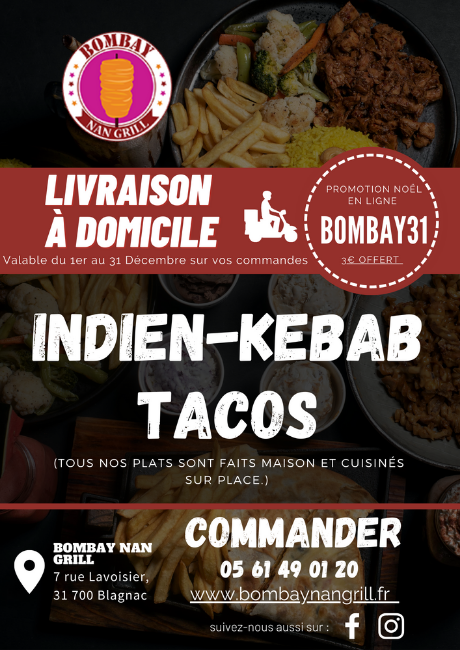 BOMBAY
NAN GRILL
LIVRAISON
À DOMICILE
Valable du 1er au 31 Décembre sur vos commandes
PROMOTION NOËL
EN LIGNE
BOMBAY31
3€ OFFERT
INDIEN-KEBAB
TACOS
(TOUS NOS PLATS SONT FAITS MAISON ET CUISINÉS
SUR PLACE.)
COMMANDER
05 61 49 01 20
www.bombaynangrill.fr
BOMBAY NAN
GRILL
7 rue Lavoisier,
31 700 Blagnac
suivez-nous aussi sur :